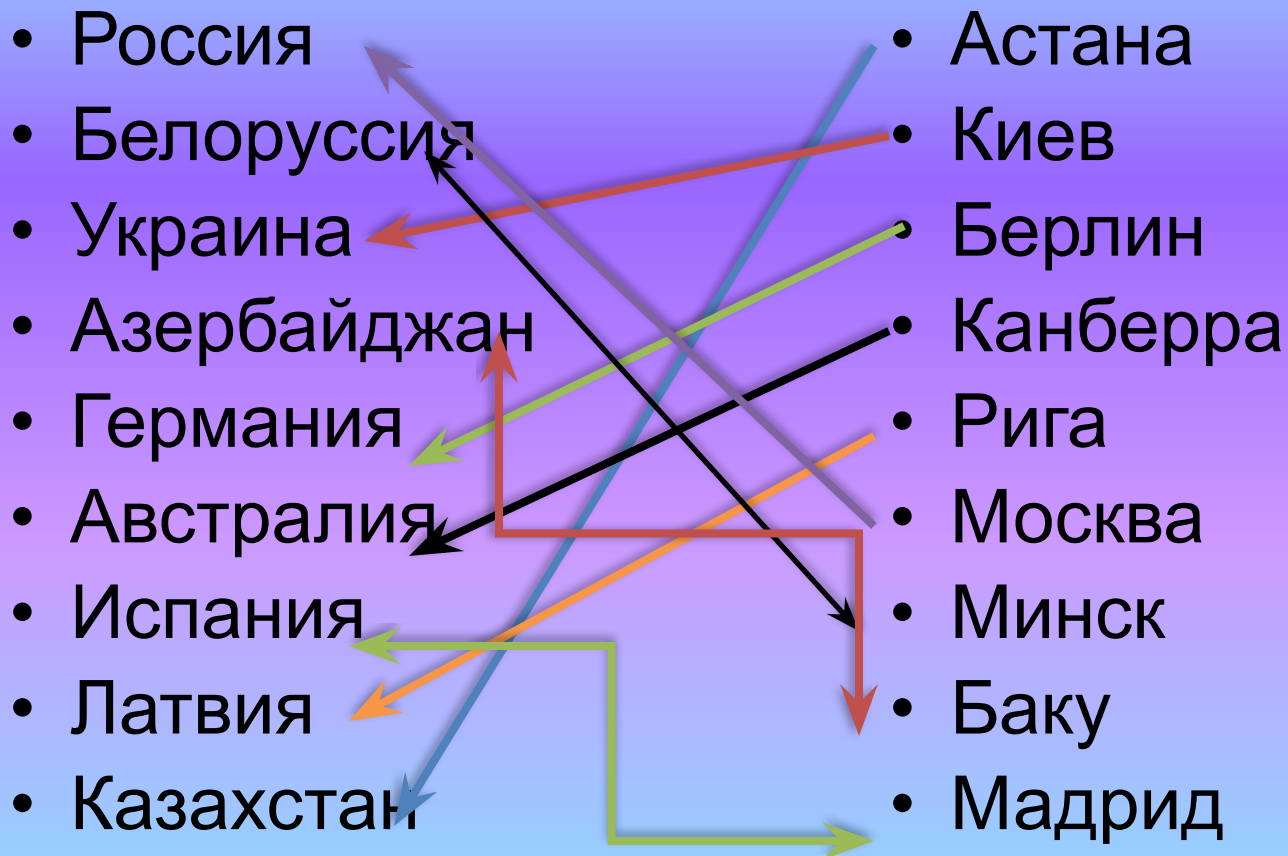 • Россия
• Белоруссия
• Украина
• Азербайджан
• Германия
• Австралия
• Испания
• Латвия
• Казахстан
• Астана
• Киев
• Берлин
• Канберра
• Рига
• Москва
• Минск
• Баку
• Мадрид